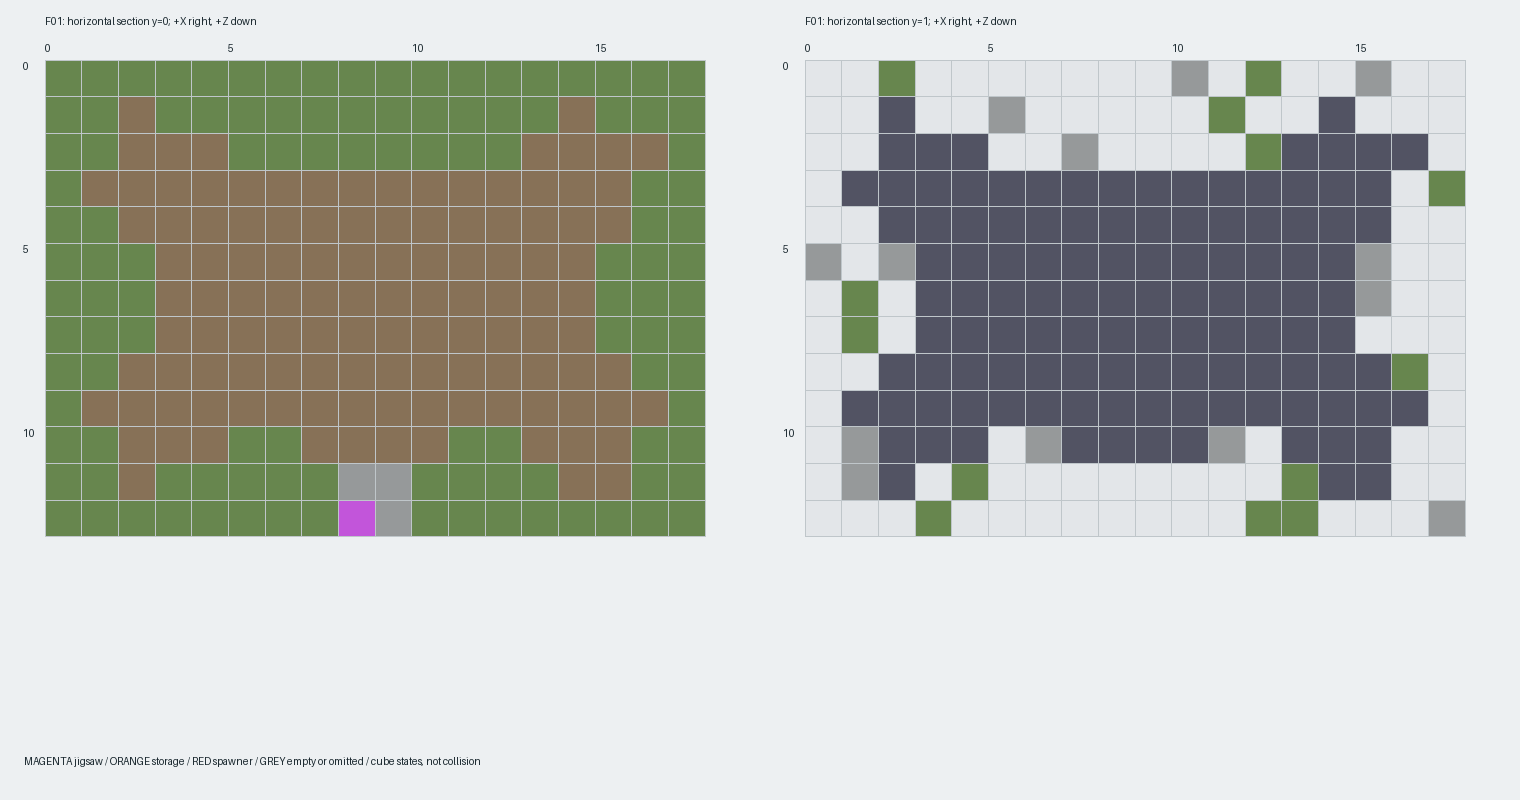 F01: horizontal section y=0; +X right, +Z down
F01: horizontal section y=1; +X right, +Z down
0 5 10 15
0 5 10 15
0
0
5
5
10
10
MAGENTA jigsaw / ORANGE storage / RED spawner / GREY empty or omitted / cube states, not collision